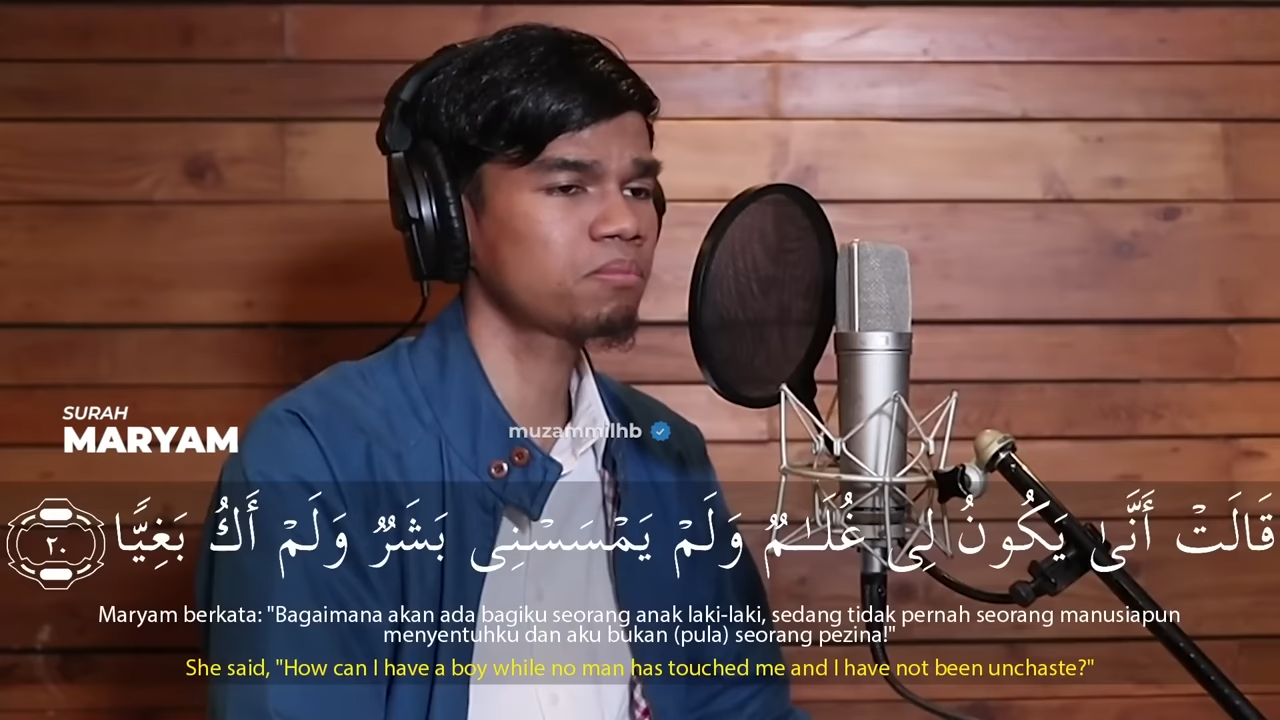 SURAH
MARYAM
muzammilhb
قَالَتْ أَنَّىٰ يَكُونُ لِى غُلَـٰمٌ وَلَمْ يَمْسَسْنِى بَشَرٌ وَلَمْ أَكُ بَغِيًّا ٢٠
Maryam berkata: "Bagaimana akan ada bagiku seorang anak laki-laki, sedang tidak pernah seorang manusiapun
menyentuhku dan aku bukan (pula) seorang pezina!"
She said, "How can I have a boy while no man has touched me and I have not been unchaste?"